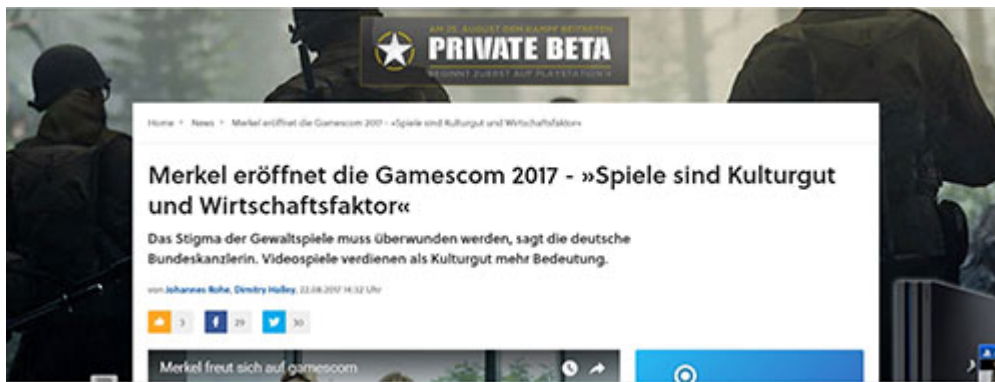 AM 28. AUGUST DEM KAMPF BEITRETEN
PRIVATE BETA
BEGINNT ZUERST AUF PLAYSTATION 4
Home > News > Merkel eröffnet die Gamescom 2017 - »Spiele sind Kulturgut und Wirtschaftsfaktor«
Merkel eröffnet die Gamescom 2017 - »Spiele sind Kulturgut
und Wirtschaftsfaktor«
Das Stigma der Gewaltspiele muss überwunden werden, sagt die deutsche
Bundeskanzlerin. Videospiele verdienen als Kulturgut mehr Bedeutung.
von Johannes Rohe, Dimitry Halley, 22.08.2017 14:32 Uhr
3 29 30
Merkel freut sich auf gamescom